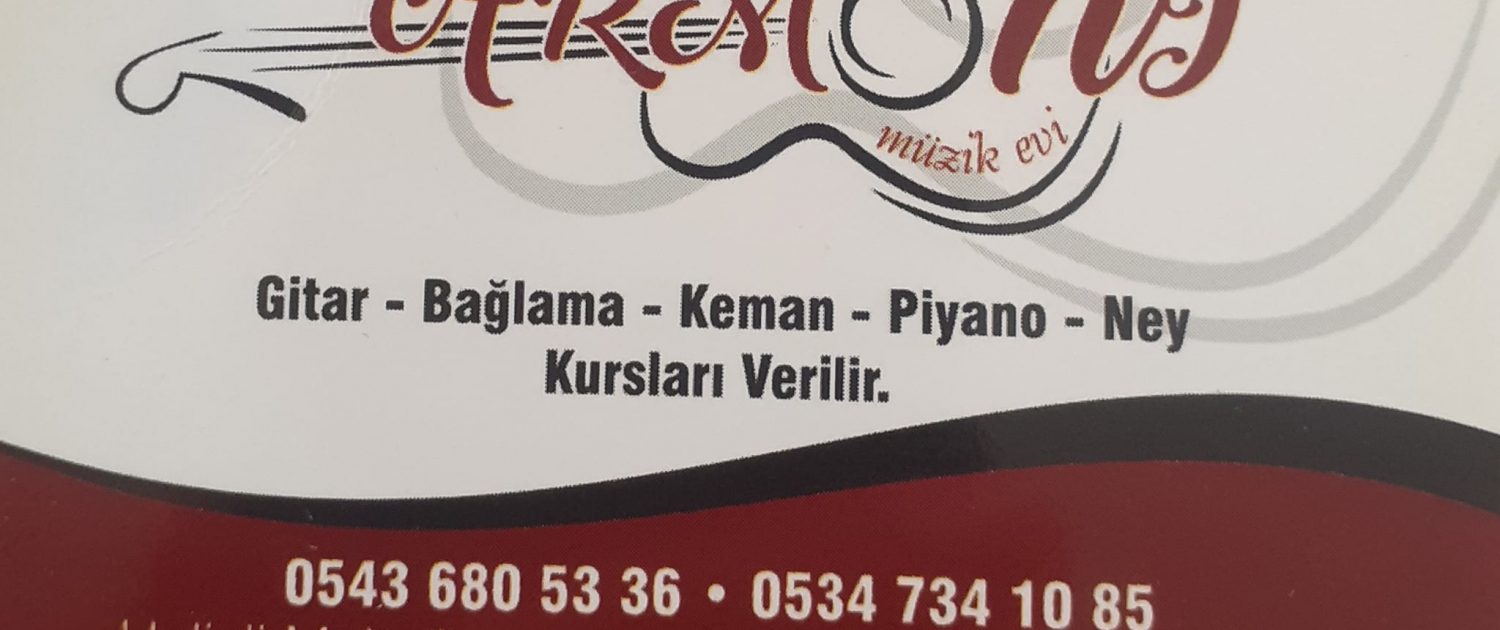 müzik evi
Gitar - Bağlama - Keman - Piyano - Ney
Kursları Verilir.
0543 680 53 36 • 0534 734 10 85